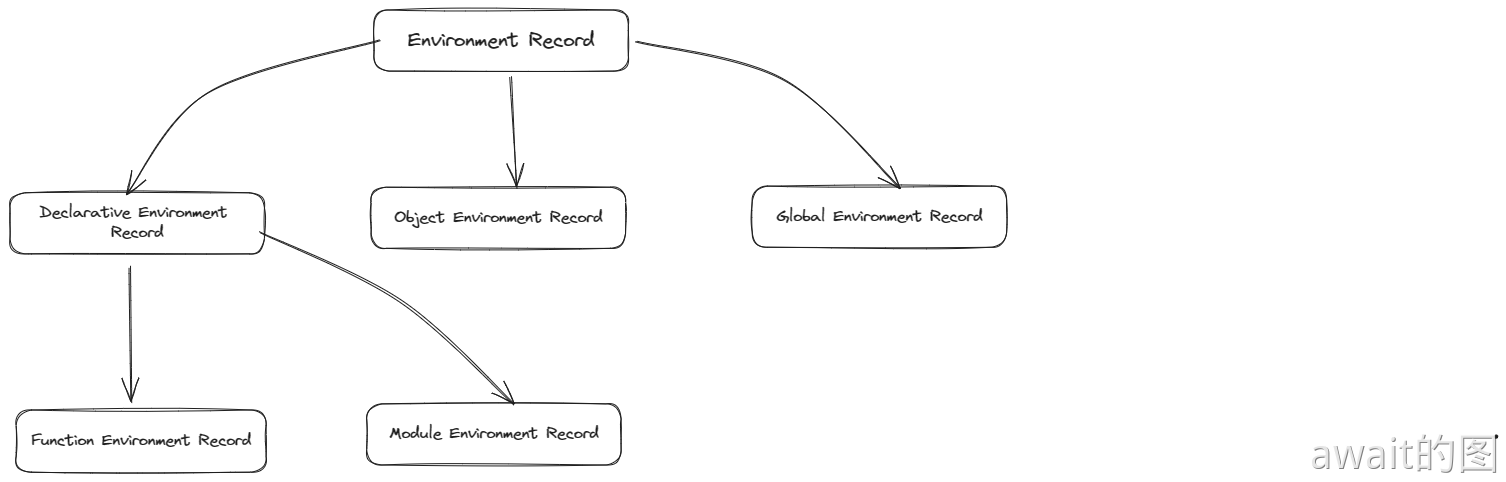 Environment Record
Declarative Environment
Record
Object Environment Record
Global Environment Record
Function Environment Record
Module Environment Record
await的图